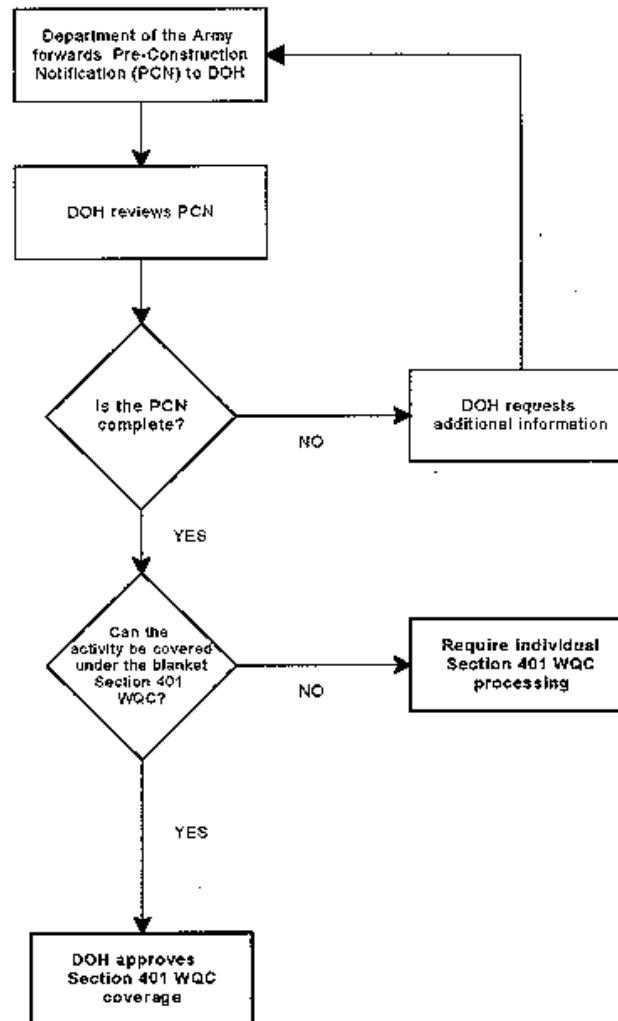 Department of the Army
forwards Pre-Construction
Notification (PCN) to DOH
DOH reviews PCN
Is the PCN
complete?
NO
DOH requests
additional information
YES
Can the
activity be covered
under the blanket
Section 401
WQC?
NO
Require individual
Section 401 WQC
processing
YES
DOH approves
Section 401 WQC
coverage